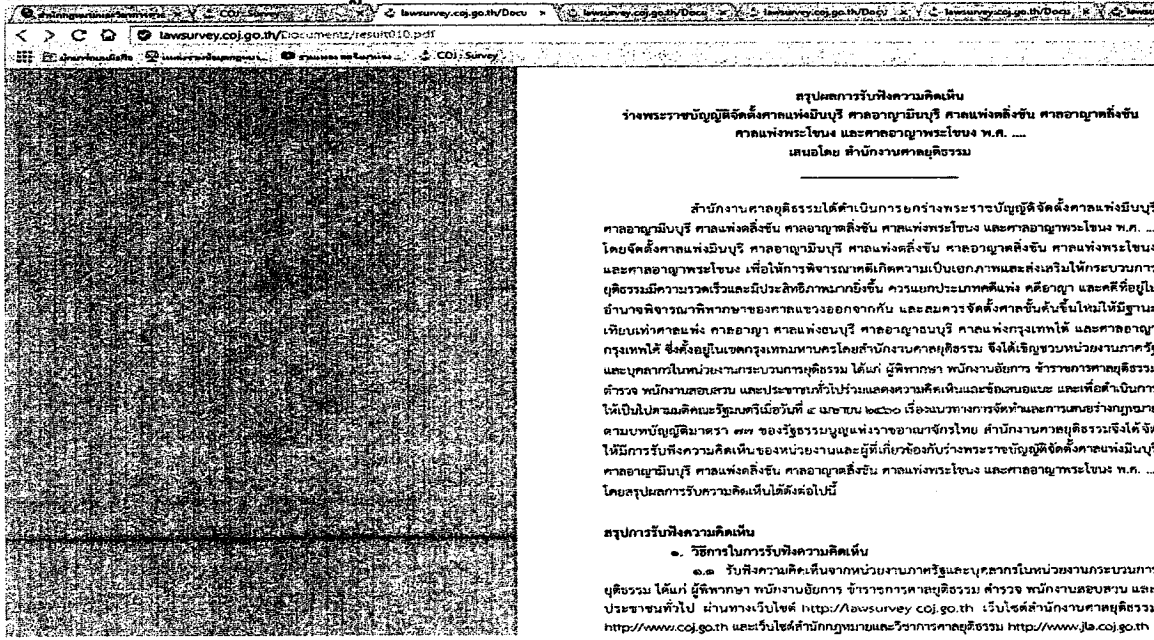 COJ - Survey
lawsurvey.coj.go.th/Docu
lawsurvey.coj.go.th/Docu
lawsurvey.coj.go.th/Docu
lawsurvey.coj.go.th/Docu
lawsurvey.coj.go.th/Documents/result010.pdf
COJ - Survey
สรุปผลการรับฟังความคิดเห็น
ร่างพระราชบัญญัติจัดตั้งศาลแพ่งมีนบุรี ศาลอาญามีนบุรี ศาลแพ่งตลิ่งชัน ศาลอาญาตลิ่งชัน
ศาลแพ่งพระโขนง และศาลอาญาพระโขนง พ.ศ. ....
เสนอโดย สำนักงานศาลยุติธรรม
สำนักงานศาลยุติธรรมได้ดำเนินการยกร่างพระราชบัญญัติจัดตั้งศาลแพ่งมีนบุรี
ศาลอาญามีนบุรี ศาลแพ่งตลิ่งชัน ศาลอาญาตลิ่งชัน ศาลแพ่งพระโขนง และศาลอาญาพระโขนง พ.ศ. ...
โดยจัดตั้งศาลแพ่งมีนบุรี ศาลอาญามีนบุรี ศาลแพ่งตลิ่งชัน ศาลอาญาตลิ่งชัน ศาลแพ่งพระโขนง
และศาลอาญาพระโขนง เพื่อให้การพิจารณาคดีเกิดความเป็นเอกภาพและส่งเสริมให้กระบวนการ
ยุติธรรมมีความรวดเร็วและมีประสิทธิภาพมากยิ่งขึ้น ควรแยกประเภทคดีแพ่ง คดีอาญา และคดีที่อยู่ใน
อำนาจพิจารณาพิพากษาของศาลแขวงออกจากกัน และสมควรจัดตั้งศาลชั้นต้นขึ้นใหม่ให้มีฐานะ
เทียบเท่าศาลแพ่ง ศาลอาญา ศาลแพ่งธนบุรี ศาลอาญาธนบุรี ศาลแพ่งกรุงเทพใต้ และศาลอาญา
กรุงเทพใต้ ซึ่งตั้งอยู่ในเขตกรุงเทพมหานครโดยสำนักงานศาลยุติธรรม จึงได้เชิญชวนหน่วยงานภาครัฐ
และบุคลากรในหน่วยงานกระบวนการยุติธรรม ได้แก่ ผู้พิพากษา พนักงานอัยการ ข้าราชการศาลยุติธรรม
ตำรวจ พนักงานสอบสวน และประชาชนทั่วไปร่วมแสดงความคิดเห็นและข้อเสนอแนะ และเพื่อดำเนินการ
ให้เป็นไปตามมติคณะรัฐมนตรีเมื่อวันที่ ๔ เมษายน ๒๕๖๐ เรื่องแนวทางการจัดทำและการเสนอร่างกฎหมาย
ตามบทบัญญัติมาตรา ๗๗ ของรัฐธรรมนูญแห่งราชอาณาจักรไทย สำนักงานศาลยุติธรรมจึงได้จัด
ให้มีการรับฟังความคิดเห็นของหน่วยงานและผู้ที่เกี่ยวข้องกับร่างพระราชบัญญัติจัดตั้งศาลแพ่งมีนบุรี
ศาลอาญามีนบุรี ศาลแพ่งตลิ่งชัน ศาลอาญาตลิ่งชัน ศาลแพ่งพระโขนง และศาลอาญาพระโขนง พ.ศ. ...
โดยสรุปผลการรับความคิดเห็นได้ดังต่อไปนี้
สรุปการรับฟังความคิดเห็น
๑. วิธีการในการรับฟังความคิดเห็น
๑.๑ รับฟังความคิดเห็นจากหน่วยงานภาครัฐและบุคลากรในหน่วยงานกระบวนการ
ยุติธรรม ได้แก่ ผู้พิพากษา พนักงานอัยการ ข้าราชการศาลยุติธรรม ตำรวจ พนักงานสอบสวน และ
ประชาชนทั่วไป ผ่านทางเว็บไซต์ http://lawsurvey.coj.go.th เว็บไซต์สำนักงานศาลยุติธรรม
http://www.coj.go.th และเว็บไซต์สำนักกฎหมายและวิชาการศาลยุติธรรม http://www.jla.coj.go.th